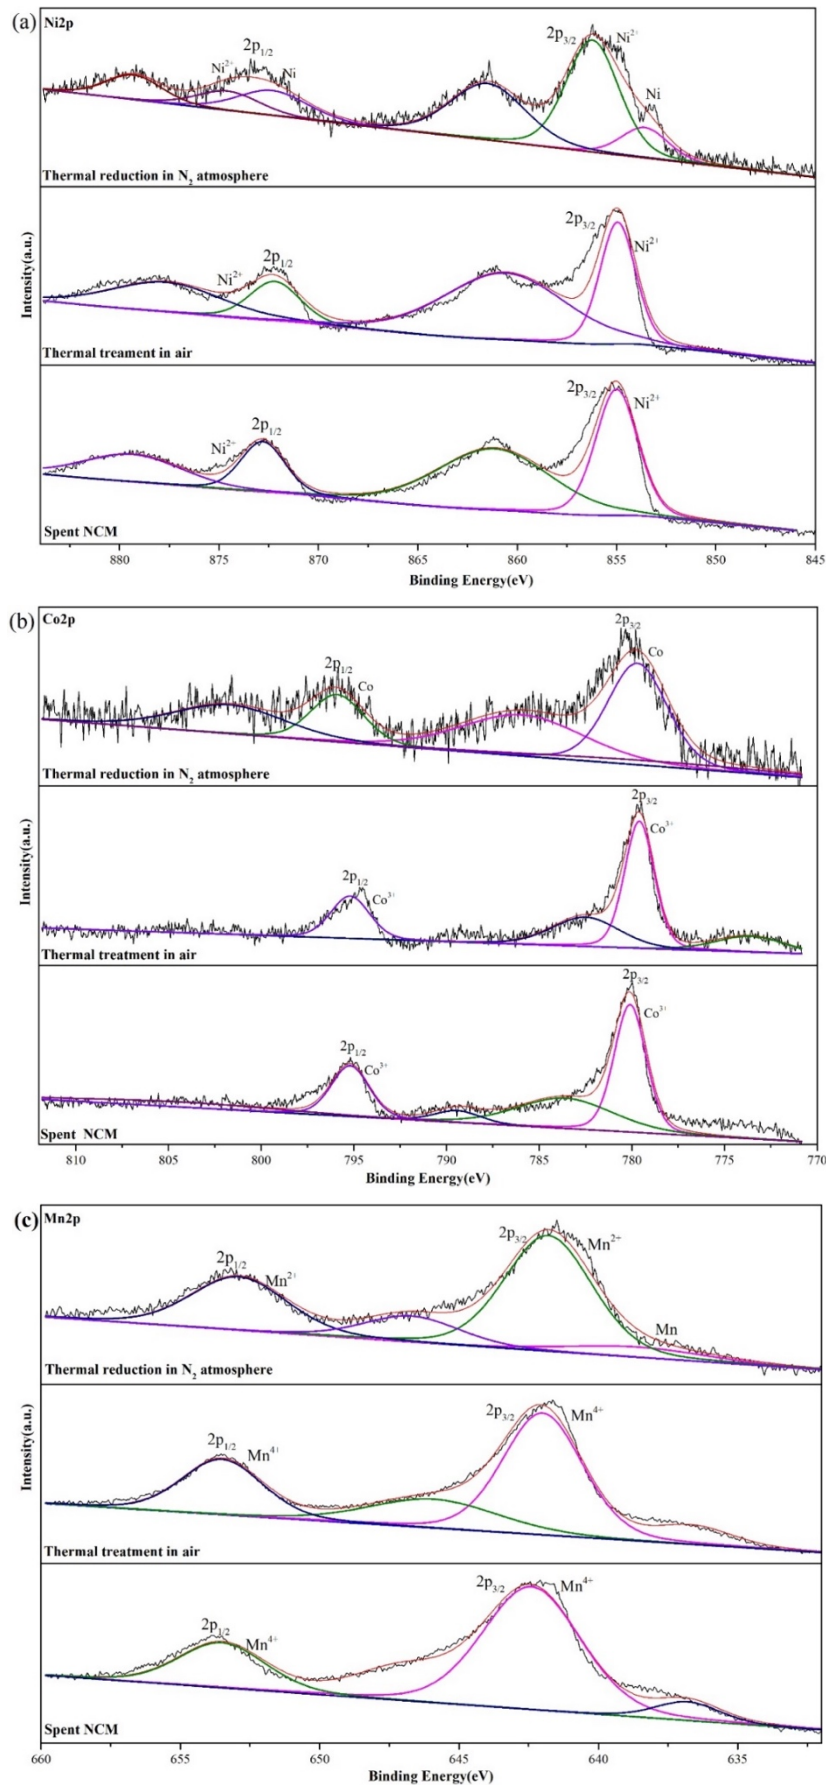 (a)
Ni2p
2p1/2
Ni2+
Ni
2p3/2
Ni2+
Ni
Thermal reduction in N2 atmosphere
2p3/2
Ni2+
Ni2+
2p1/2
Thermal treament in air
2p3/2
Ni2+
Ni2+
2p1/2
Spent NCM
Intensity(a.u.)
880 875 870 865 860 855 850 845
Binding Energy(eV)
(b)
Co2p
2p3/2
Co
2p1/2
Co
Thermal reduction in N2 atmosphere
2p3/2
Co3+
2p1/2
Co3+
Thermal treatment in air
2p3/2
Co3+
2p1/2
Co3+
Spent NCM
Intensity(a.u.)
810 805 800 795 790 785 780 775 770
Binding Energy(eV)
(c)
Mn2p
2p3/2
Mn2+
2p1/2
Mn2+
Mn
Thermal reduction in N2 atmosphere
2p3/2
Mn4+
2p1/2
Mn4+
Thermal treatment in air
2p3/2
Mn4+
2p1/2
Mn4+
Spent NCM
Intensity(a.u.)
660 655 650 645 640 635
Binding Energy(eV)